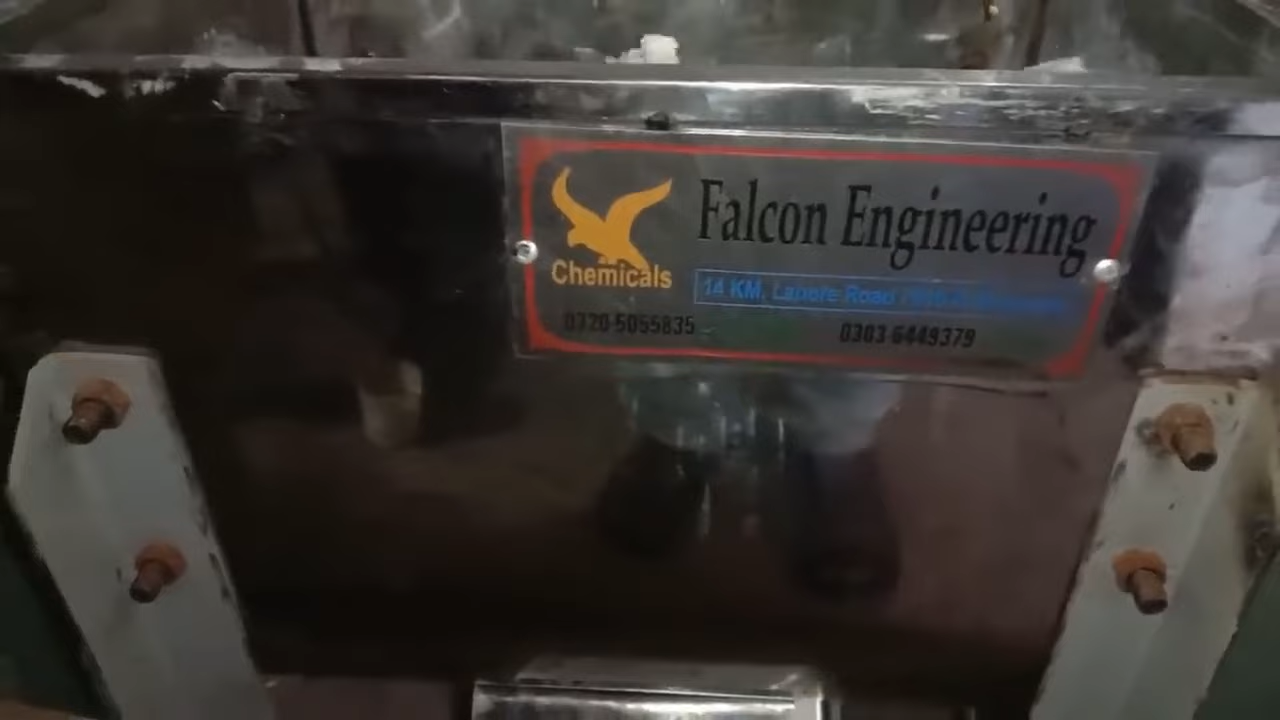 Falcon Engineering
Chemicals
14 KM, Lahore Road
0320-5055835
0303 6449379